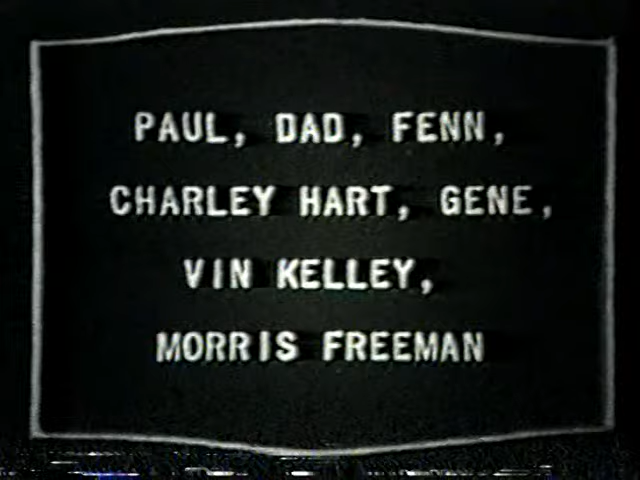 PAUL, DAD, FENN,
CHARLEY HART, GENE,
VIN KELLEY,
MORRIS FREEMAN